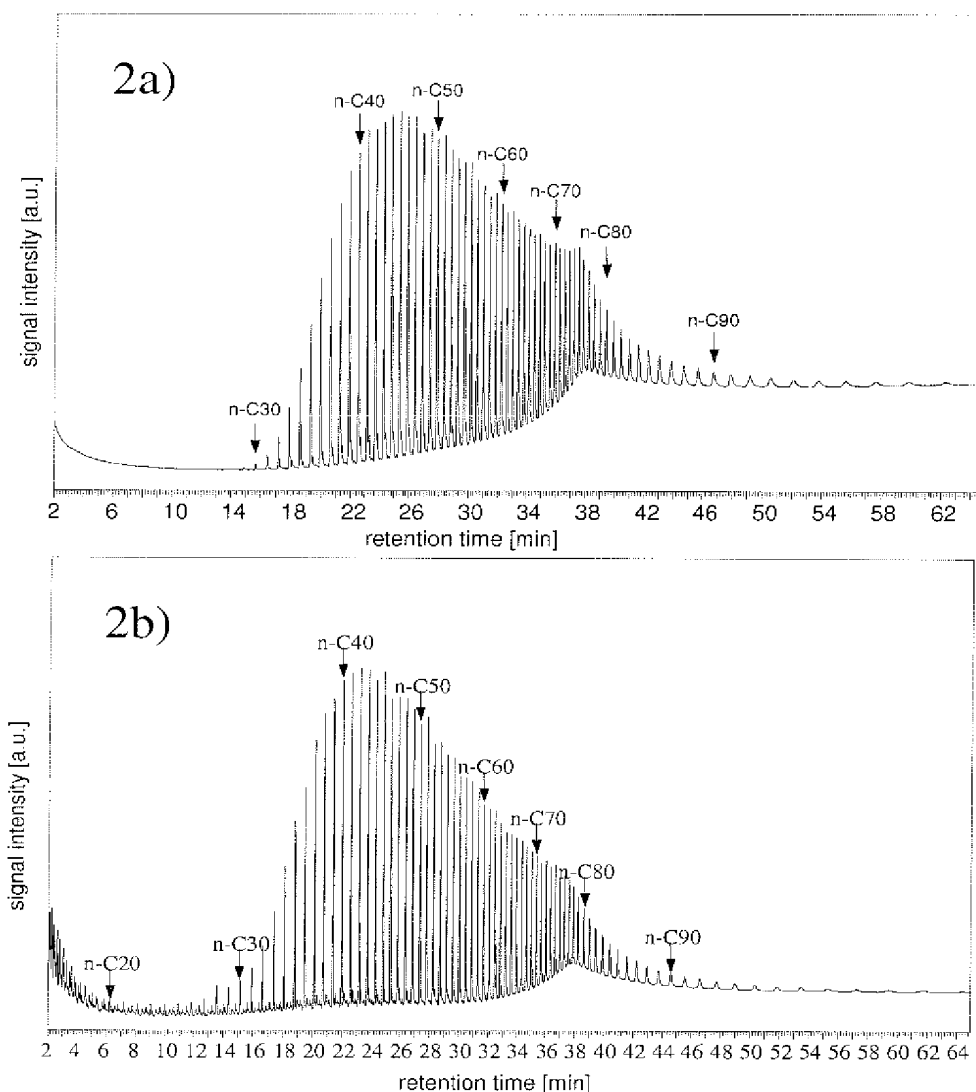 2a)
n-C40
n-C50
n-C60
n-C70
n-C80
n-C90
n-C30
signal intensity [a.u.]
2 6 10 14 18 22 26 30 34 38 42 46 50 54 58 62
retention time [min]
2b)
n-C40
n-C50
n-C60
n-C70
n-C80
n-C90
n-C30
n-C20
signal intensity [a.u.]
2 4 6 8 10 12 14 16 18 20 22 24 26 28 30 32 34 36 38 40 42 44 46 48 50 52 54 56 58 60 62 64
retention time [min]